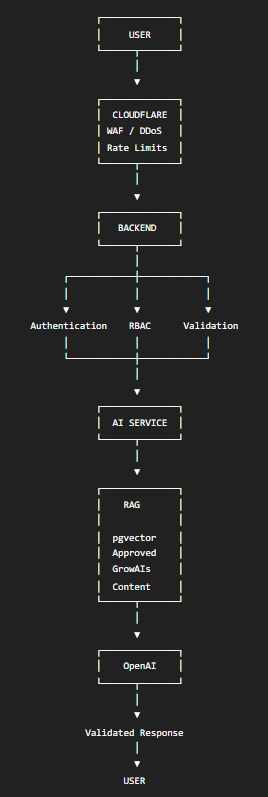 USER
CLOUDFLARE
WAF / DDoS
Rate Limits
BACKEND
Authentication RBAC Validation
AI SERVICE
RAG
pgvector
Approved
GrowAIs
Content
OpenAI
Validated Response
USER